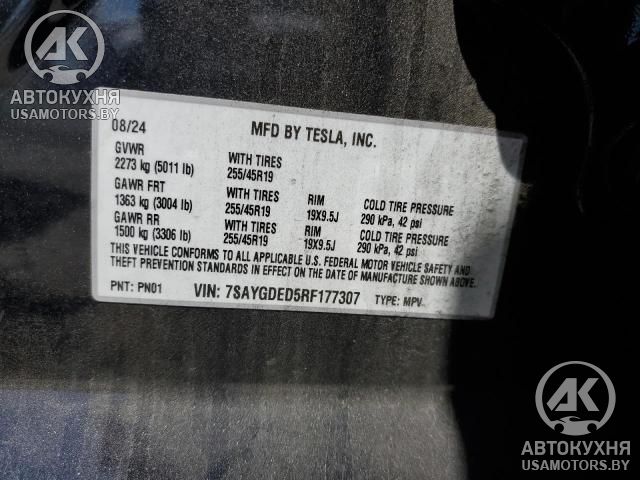 АК
АВТОКУХНЯ
USAMOTORS.BY
08/24 MFD BY TESLA, INC.
GVWR
2273 kg (5011 lb) WITH TIRES 255/45R19
GAWR FRT
1363 kg (3004 lb) WITH TIRES 255/45R19 RIM 19X9.5J COLD TIRE PRESSURE 290 kPa, 42 psi
GAWR RR
1500 kg (3306 lb) WITH TIRES 255/45R19 RIM 19X9.5J COLD TIRE PRESSURE 290 kPa, 42 psi
THIS VEHICLE CONFORMS TO ALL APPLICABLE U.S. FEDERAL MOTOR VEHICLE SAFETY AND
THEFT PREVENTION STANDARDS IN EFFECT ON THE DATE OF MANUFACTURE SHOWN ABOVE.
PNT: PN01 VIN: 7SAYGDED5RF177307 TYPE: MPV
АК
АВТОКУХНЯ
USAMOTORS.BY